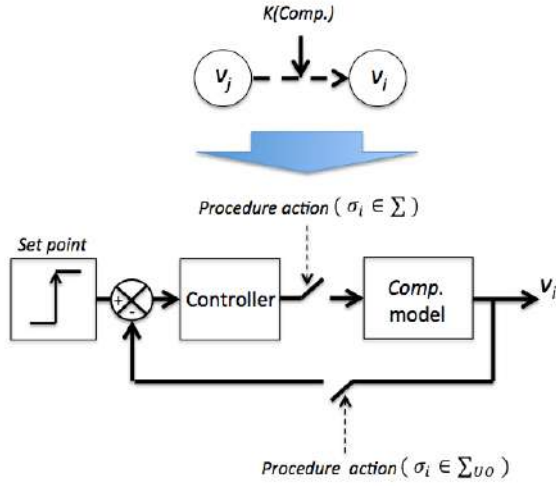 K(Comp.)
v_j
v_i
Procedure action ( σ_i ∈ Σ )
Set point
+
-
Controller
Comp.
model
v_i
Procedure action ( σ_i ∈ Σ_UO )